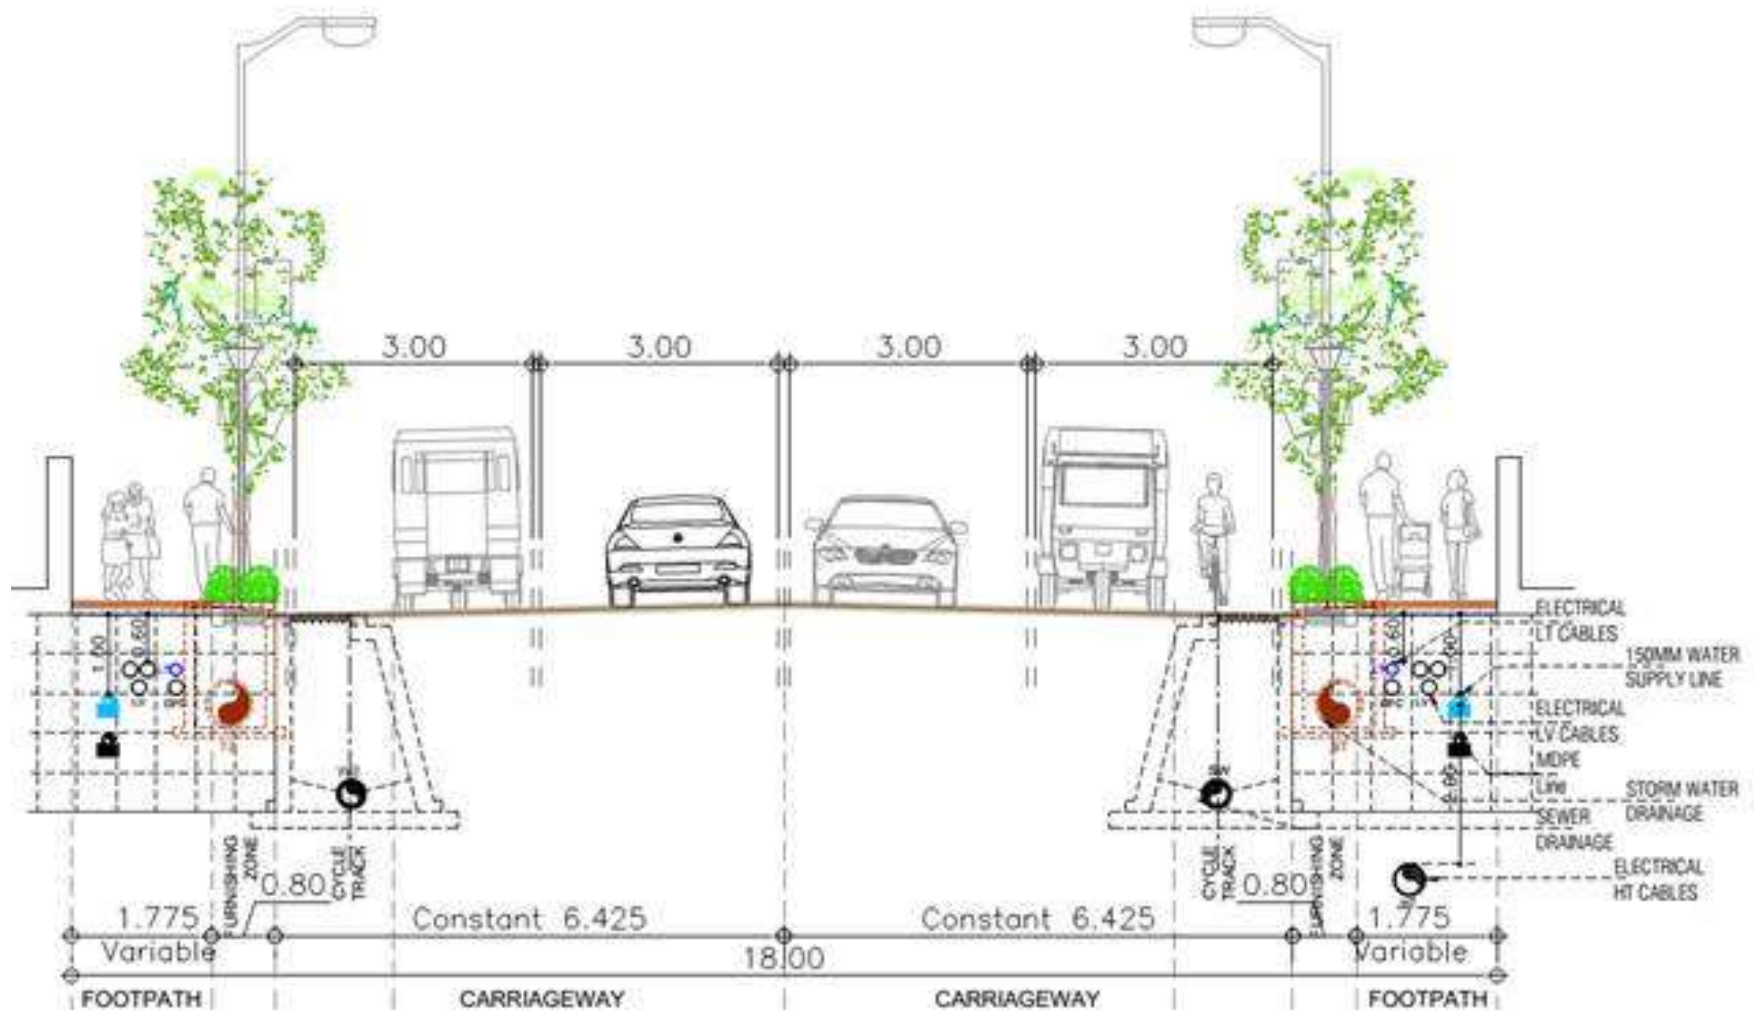 3.00
3.00
3.00
3.00
1.00
0.60
0.60
ELECTRICAL
LT CABLES
150MM WATER
SUPPLY LINE
ELECTRICAL
LV CABLES
MDPE
Line
STORM WATER
DRAINAGE
SEWER
DRAINAGE
ELECTRICAL
HT CABLES
OFC
SW
FURNISHING
ZONE
0.80
CYCLE
TRACK
CYCLE
TRACK
0.80
FURNISHING
ZONE
1.775
Constant 6.425
Constant 6.425
1.775
Variable
18.00
Variable
FOOTPATH
CARRIAGEWAY
CARRIAGEWAY
FOOTPATH